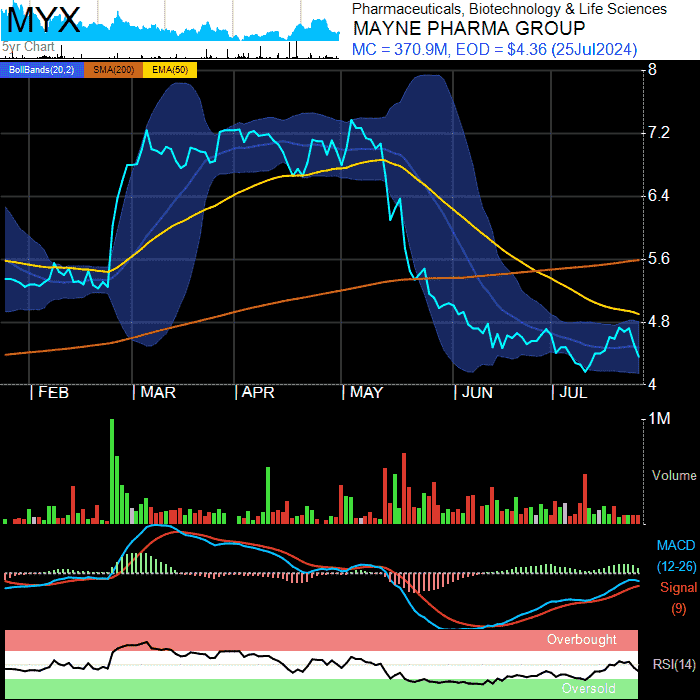 MYX
5yr Chart
Pharmaceuticals, Biotechnology & Life Sciences
MAYNE PHARMA GROUP
MC = 370.9M, EOD = $4.36 (25Jul2024)
BollBands(20,2) SMA(200) EMA(50)
8
7.2
6.4
5.6
4.8
4
| FEB | MAR | APR | MAY | JUN | JUL
1M
Volume
MACD
(12-26)
Signal
(9)
Overbought
RSI(14)
Oversold